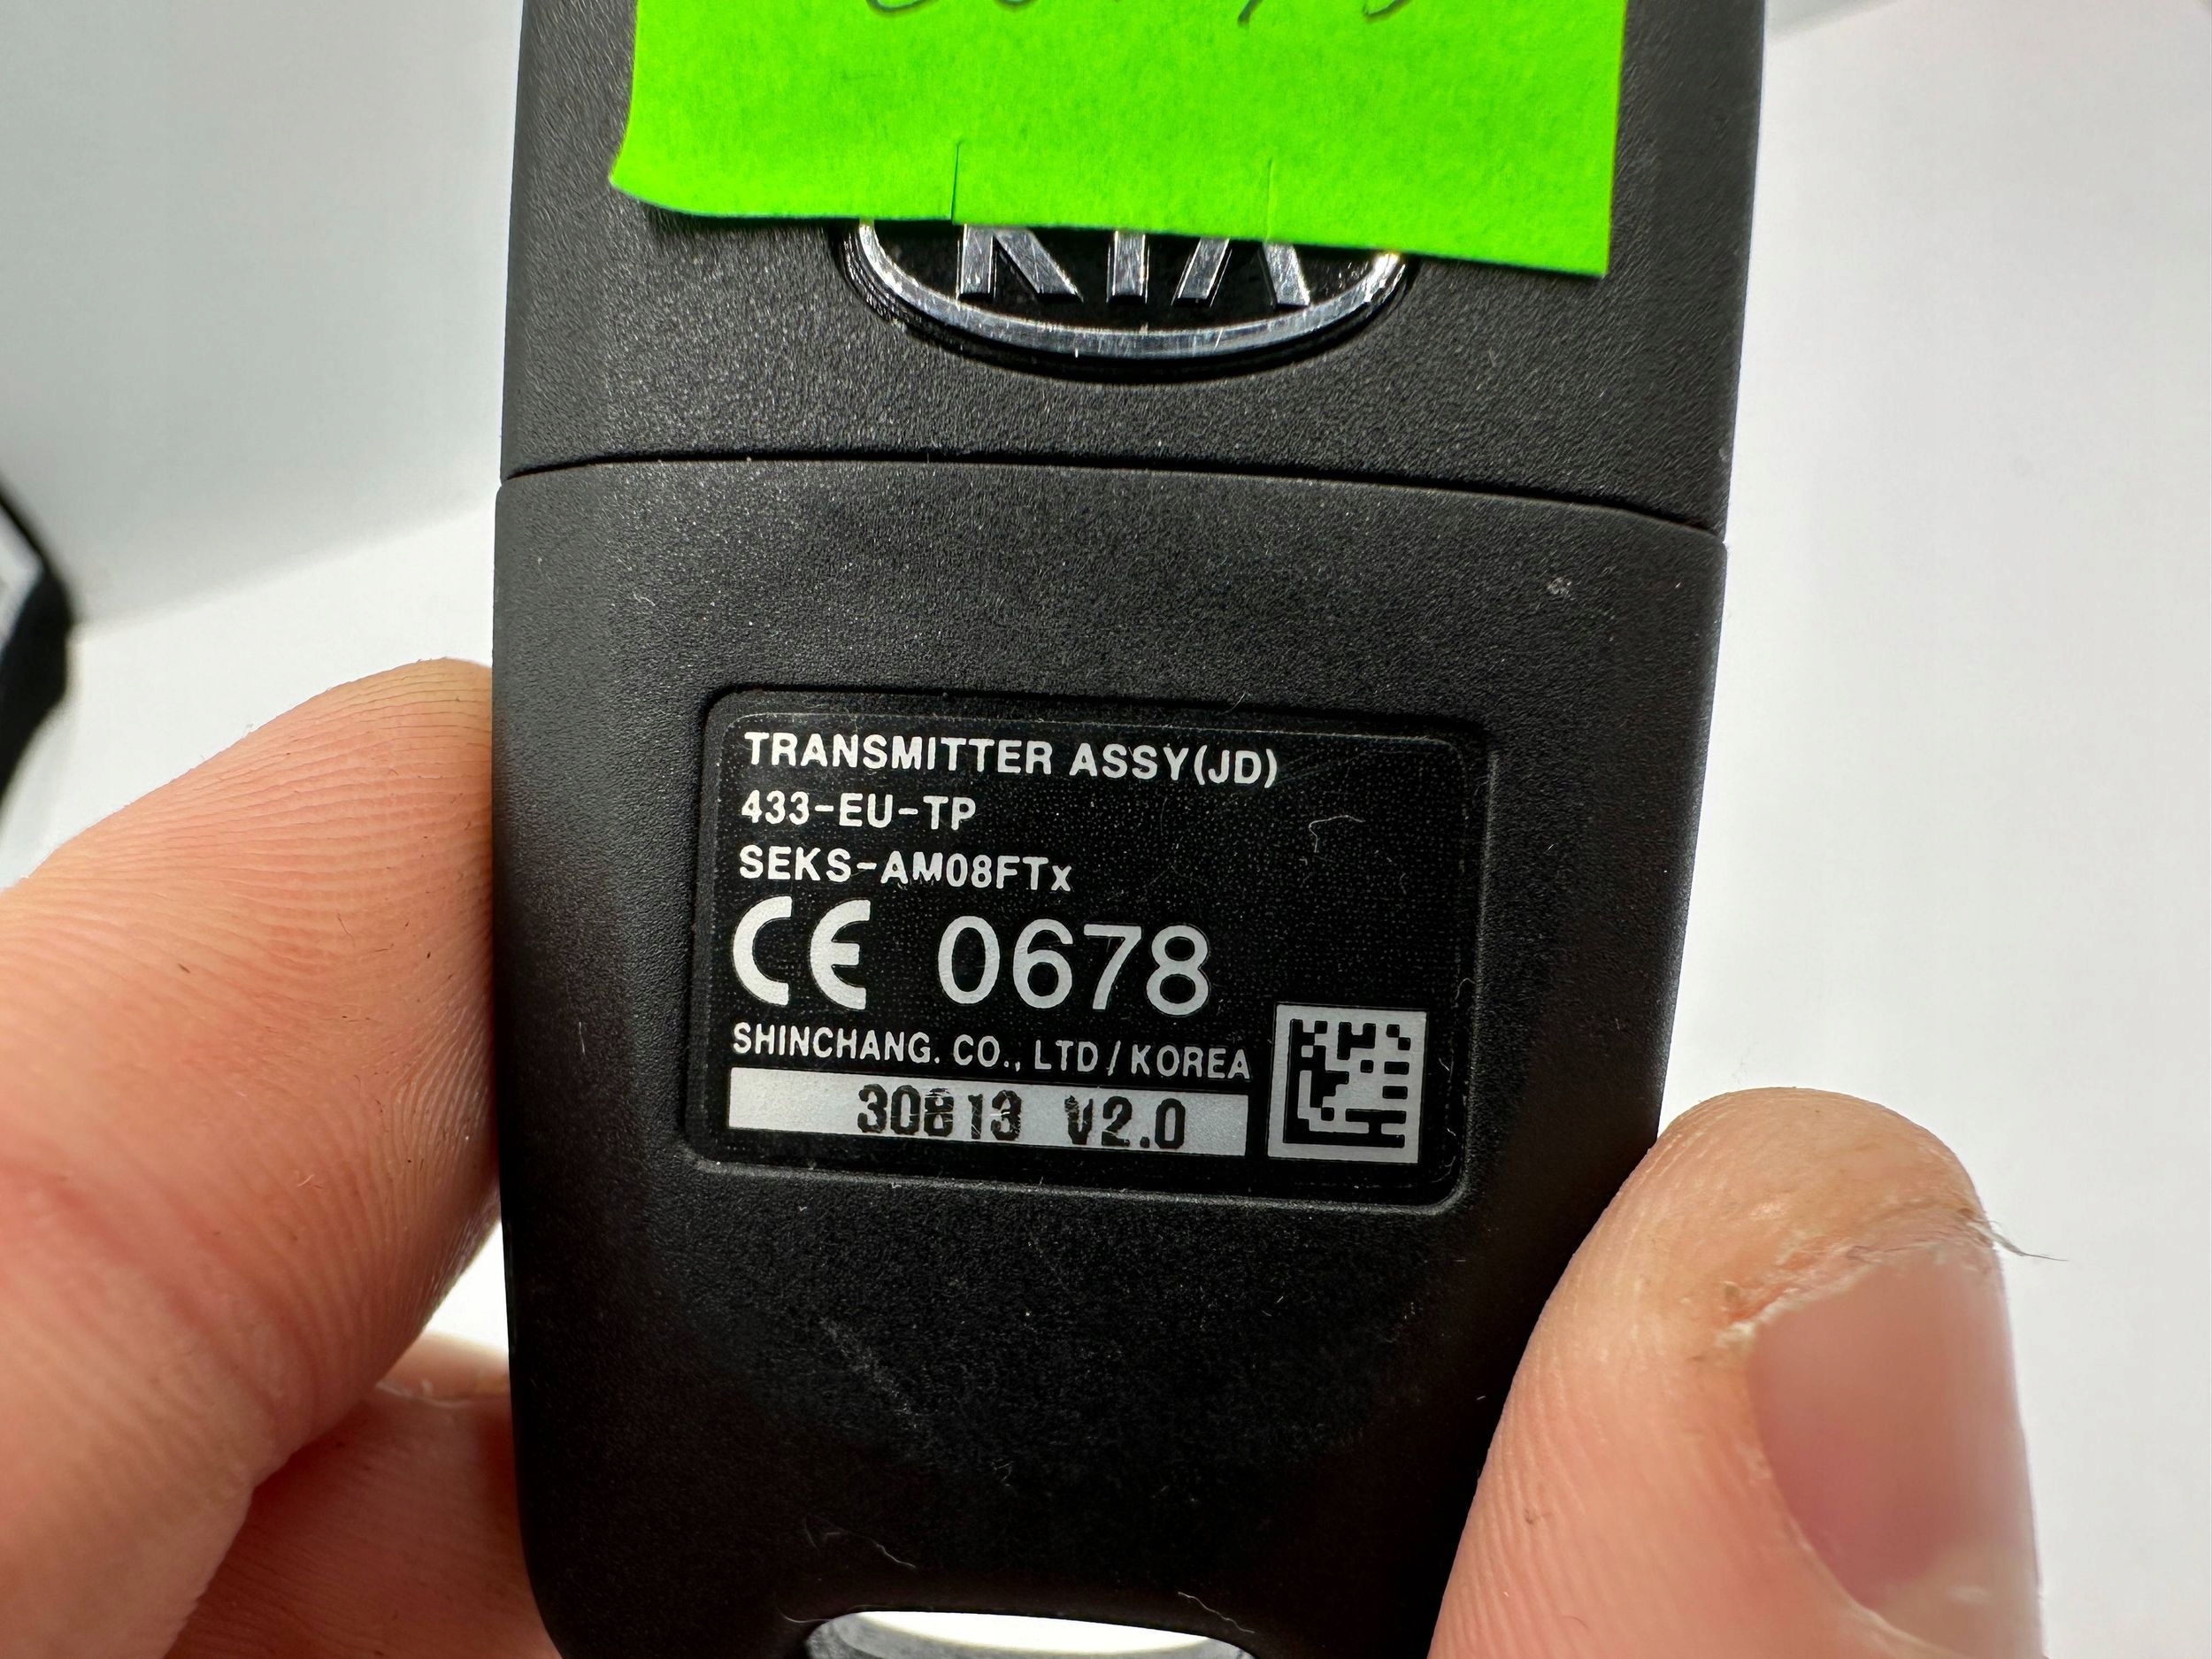 KIA
TRANSMITTER ASSY(JD)
433-EU-TP
SEKS-AM08FTx
CE 0678
SHINCHANG. CO., LTD / KOREA
30813 V2.0